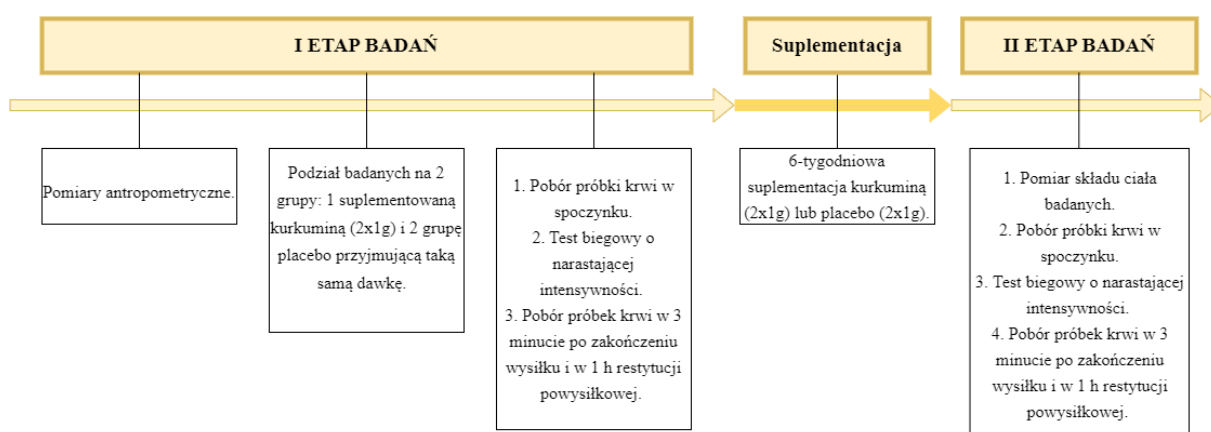 I ETAP BADAŃ
Suplementacja
II ETAP BADAŃ
Pomiary antropometryczne.
Podział badanych na 2
grupy: 1 suplementowaną
kurkuminą (2x1g) i 2 grupę
placebo przyjmującą taką
samą dawkę.
1. Pobór próbki krwi w
spoczynku.
2. Test biegowy o
narastającej
intensywności.
3. Pobór próbek krwi w 3
minucie po zakończeniu
wysiłku i w 1 h restytucji
powysiłkowej.
6-tygodniowa
suplementacja kurkuminą
(2x1g) lub placebo (2x1g).
1. Pomiar składu ciała
badanych.
2. Pobór próbki krwi w
spoczynku.
3. Test biegowy o narastającej
intensywności.
4. Pobór próbek krwi w 3
minucie po zakończeniu
wysiłku i w 1 h restytucji
powysiłkowej.